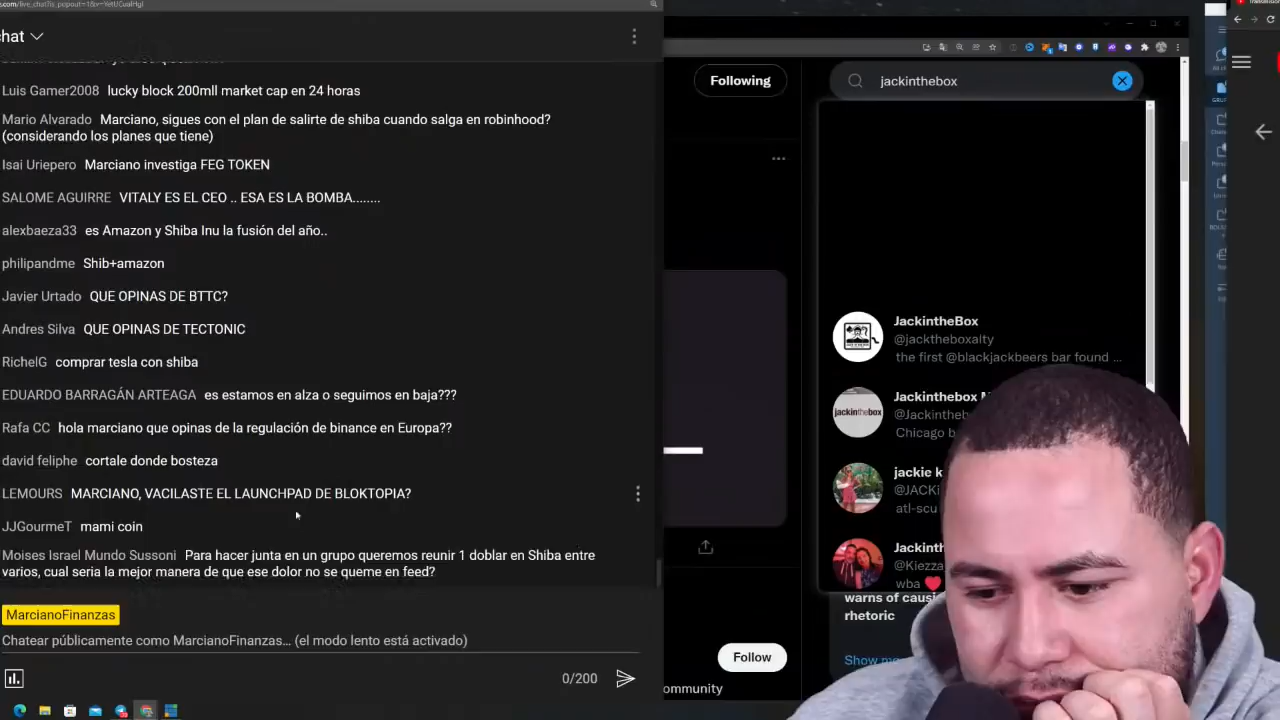 .com/live_chat?is_popout=1&v=YetUCualHgI
hat
Luis Gamer2008 lucky block 200mll market cap en 24 horas
Mario Alvarado Marciano, sigues con el plan de salirte de shiba cuando salga en robinhood?
(considerando los planes que tiene)
Isai Uriepero Marciano investiga FEG TOKEN
SALOME AGUIRRE VITALY ES EL CEO .. ESA ES LA BOMBA........
alexbaeza33 es Amazon y Shiba Inu la fusión del año..
philipandme Shib+amazon
Javier Urtado QUE OPINAS DE BTTC?
Andres Silva QUE OPINAS DE TECTONIC
RichelG comprar tesla con shiba
EDUARDO BARRAGÁN ARTEAGA es estamos en alza o seguimos en baja???
Rafa CC hola marciano que opinas de la regulación de binance en Europa??
david feliphe cortale donde bosteza
LEMOURS MARCIANO, VACILASTE EL LAUNCHPAD DE BLOKTOPIA?
JJGourmeT mami coin
Moises Israel Mundo Sussoni Para hacer junta en un grupo queremos reunir 1 doblar en Shiba entre
varios, cual seria la mejor manera de que ese dolor no se queme en feed?
MarcianoFinanzas
Chatear públicamente como MarcianoFinanzas... (el modo lento está activado)
0/200
Following
Follow
ommunity
jackinthebox
JackintheBox
@jacktheboxalty
the first @blackjackbeers bar found ...
Jackinthebox M
@Jackintheb
Chicago b
jackie k
@JACKi
atl-scu
Jackinth
@Kiezza
wba ❤
warns of causi
rhetoric
Show mo